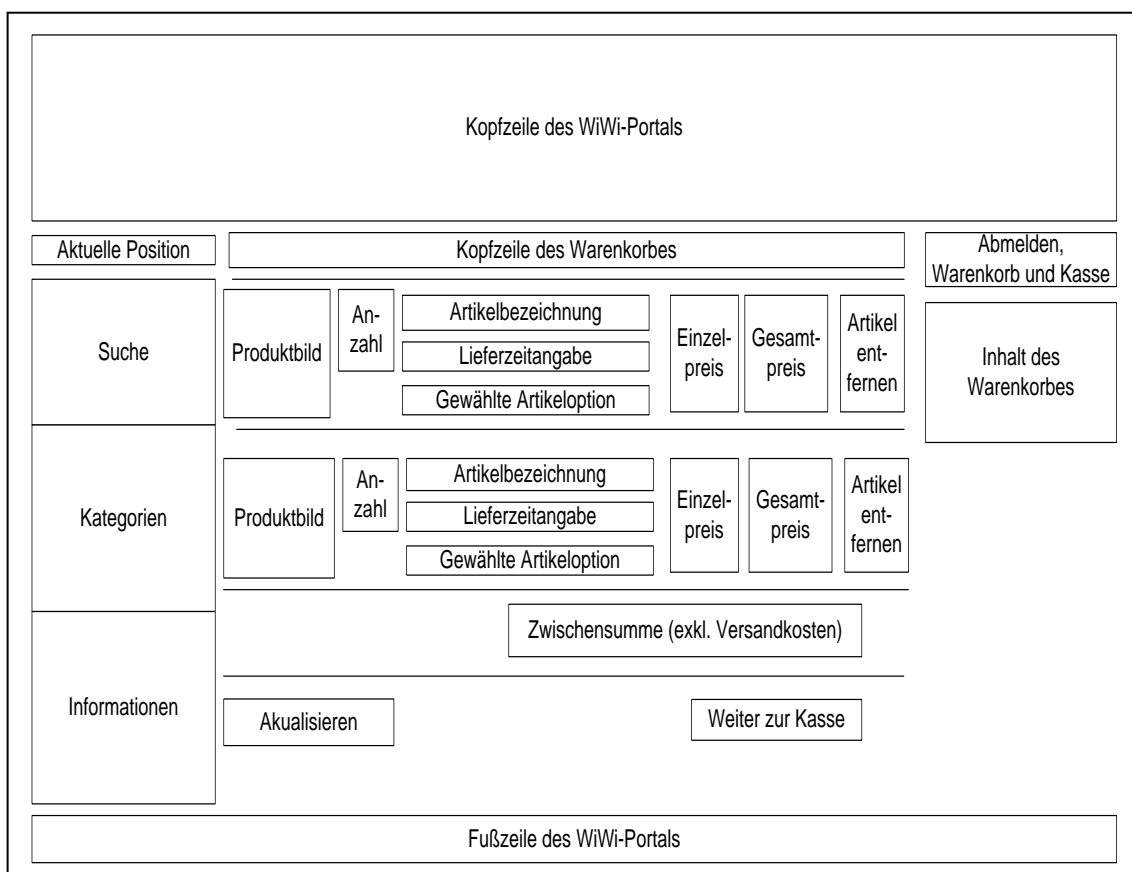 Kopfzeile des WiWi-Portals
Aktuelle Position
Kopfzeile des Warenkorbes
Abmelden,
Warenkorb und Kasse
Suche
Produktbild
An-
zahl
Artikelbezeichnung
Lieferzeitangabe
Gewählte Artikeloption
Einzel-
preis
Gesamt-
preis
Artikel
ent-
fernen
Inhalt des
Warenkorbes
Kategorien
Produktbild
An-
zahl
Artikelbezeichnung
Lieferzeitangabe
Gewählte Artikeloption
Einzel-
preis
Gesamt-
preis
Artikel
ent-
fernen
Zwischensumme (exkl. Versandkosten)
Informationen
Akualisieren
Weiter zur Kasse
Fußzeile des WiWi-Portals